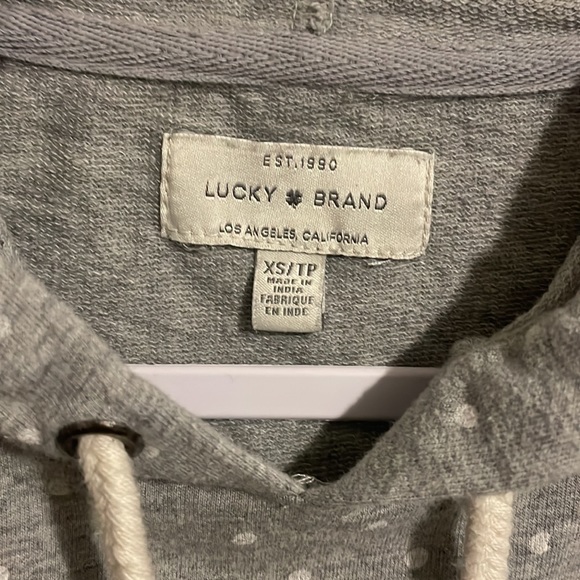 EST.1990
LUCKY BRAND
LOS ANGELES, CALIFORNIA
XS/TP
MADE IN
INDIA
FABRIQUE
EN INDE